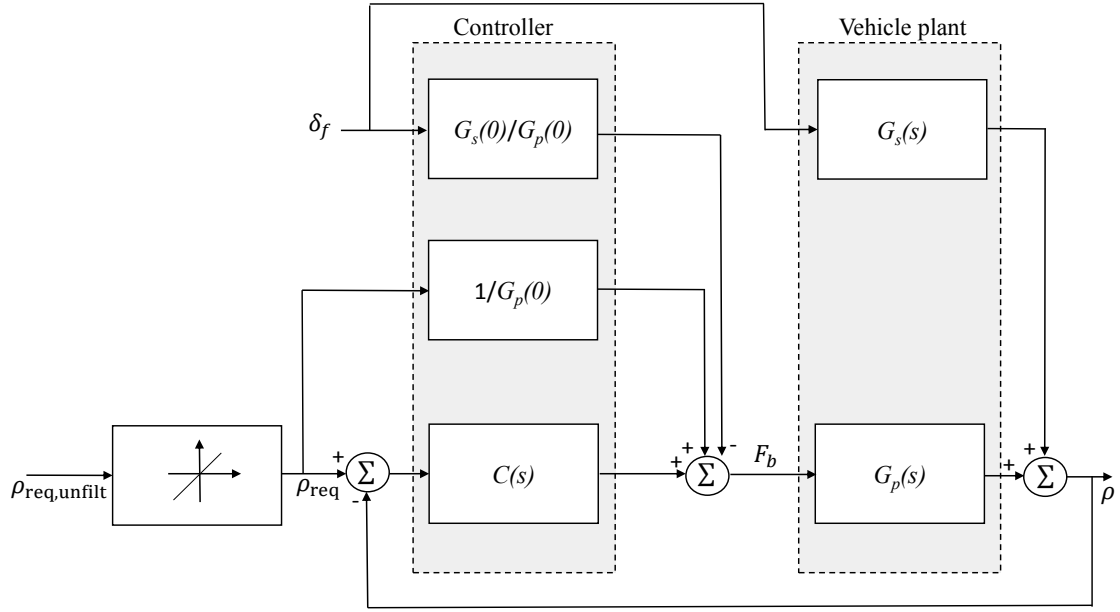 Controller
Vehicle plant
δf
Gs(0)/Gp(0)
Gs(s)
1/Gp(0)
+
+
-
+
ρreq,unfilt
ρreq
+
Σ
-
C(s)
+
Σ
Fb
Gp(s)
+
Σ
ρ